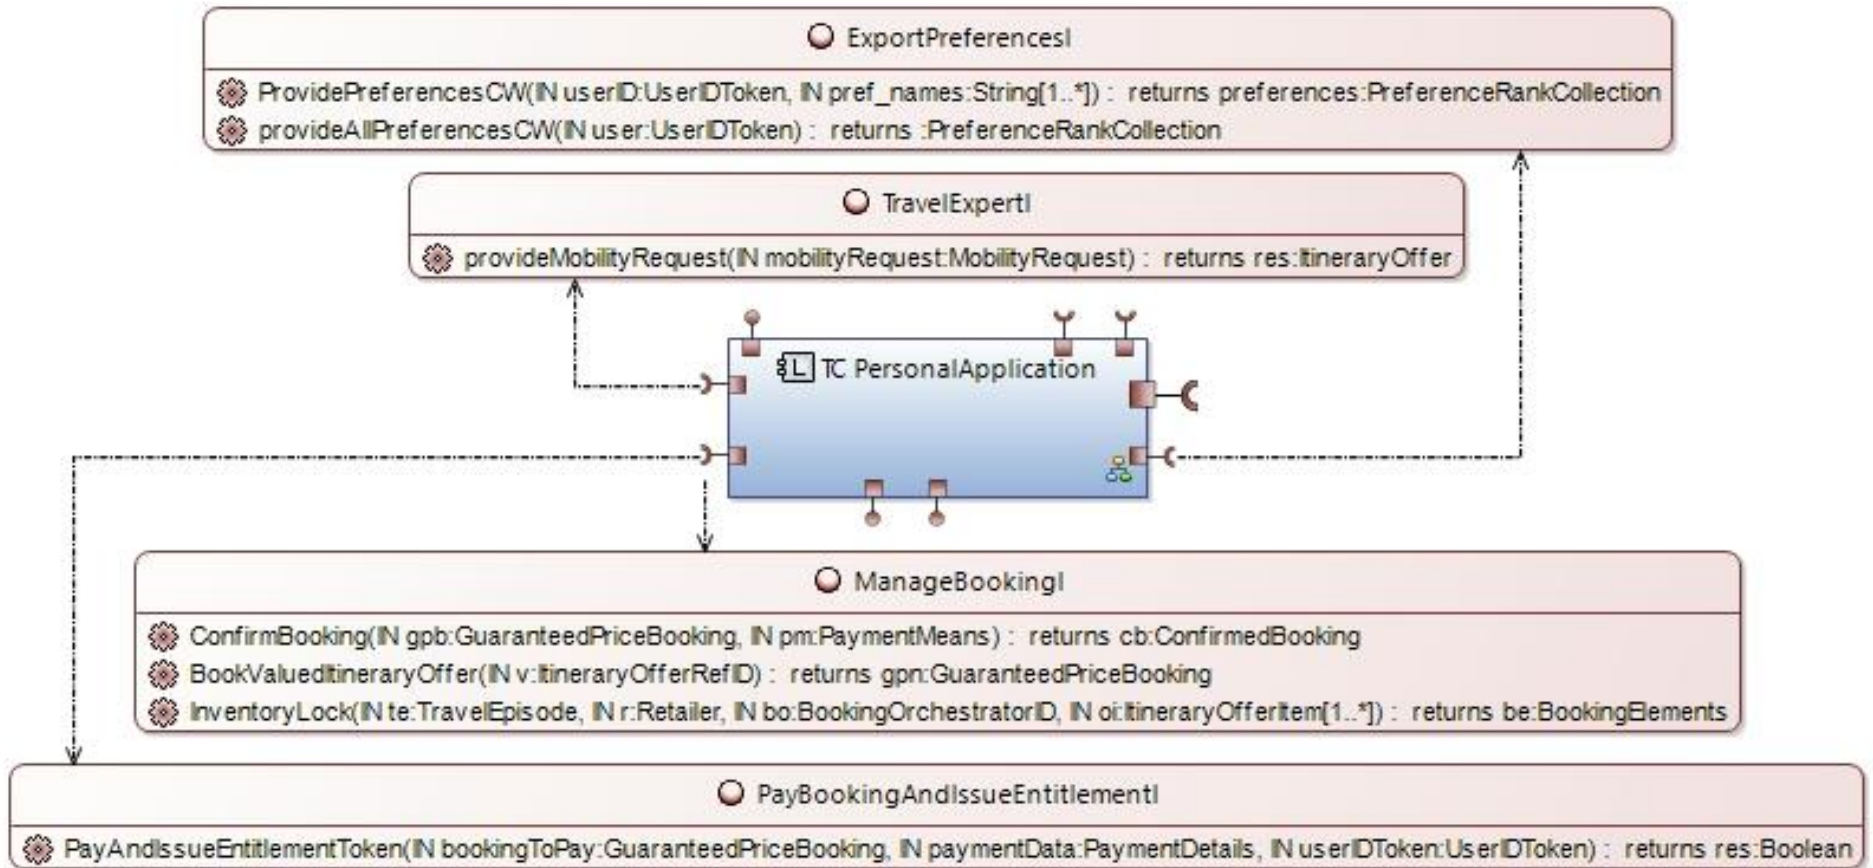 ExportPreferencesI
ProvidePreferencesCW(IN userID:UserIDToken, IN pref_names:String[1..*]) : returns preferences:PreferenceRankCollection
provideAllPreferencesCW(IN user:UserIDToken) : returns :PreferenceRankCollection
TravelExpertI
provideMobilityRequest(IN mobilityRequest:MobilityRequest) : returns res:ItineraryOffer
L TC PersonalApplication
ManageBookingI
ConfirmBooking(IN gpb:GuaranteedPriceBooking, IN pm:PaymentMeans) : returns cb:ConfirmedBooking
BookValuedItineraryOffer(IN v:ItineraryOfferRefID) : returns gpn:GuaranteedPriceBooking
InventoryLock(IN te:TravelEpisode, IN r:Retailer, IN bo:BookingOrchestratorID, IN oi:ItineraryOfferItem[1..*]) : returns be:BookingElements
PayBookingAndIssueEntitlementI
PayAndIssueEntitlementToken(IN bookingToPay:GuaranteedPriceBooking, IN paymentData:PaymentDetails, IN userIDToken:UserIDToken) : returns res:Boolean